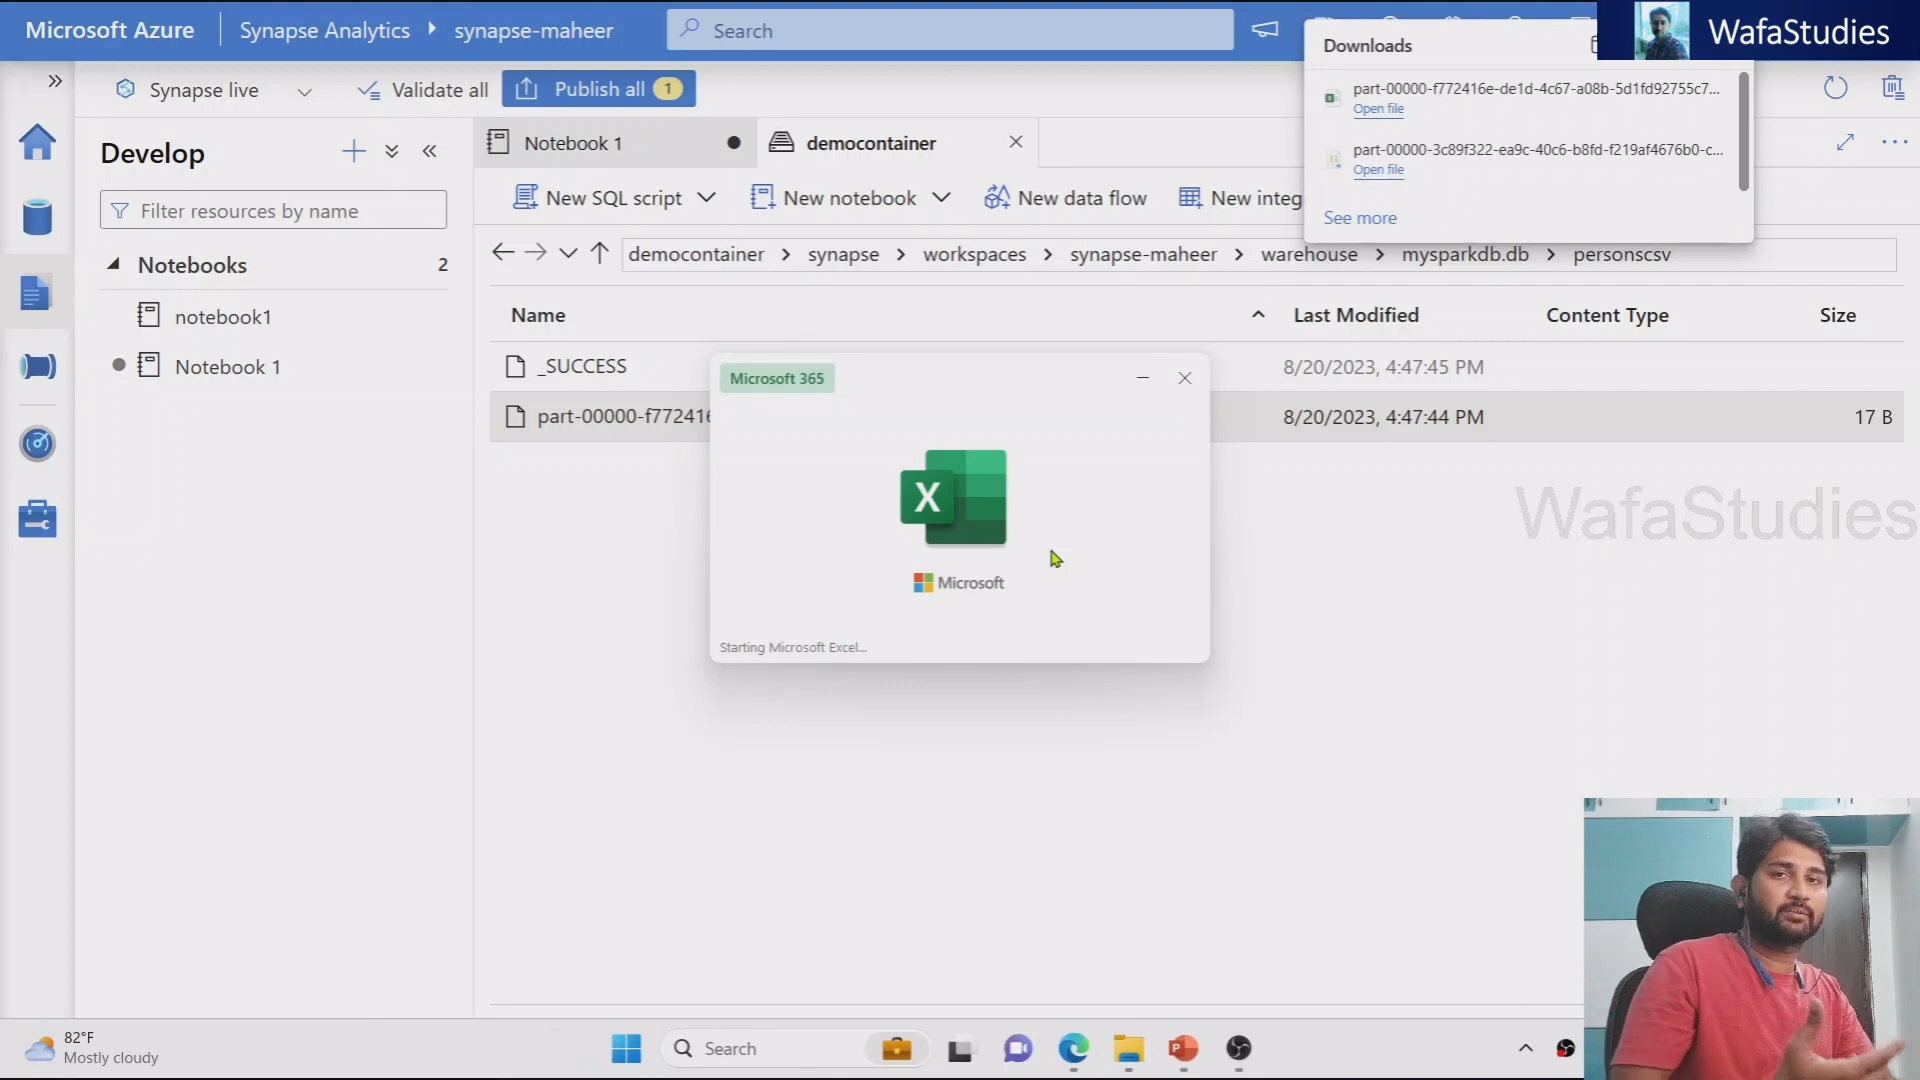 Microsoft Azure
Synapse Analytics
synapse-maheer
Search
Downloads
WafaStudies
part-00000-f772416e-de1d-4c67-a08b-5d1fd92755c7...
Open file
part-00000-3c89f322-ea9c-40c6-b8fd-f219af4676b0-c...
Open file
See more
Synapse live
Validate all
Publish all
1
Develop
Notebook 1
democontainer
Filter resources by name
New SQL script
New notebook
New data flow
New integ
democontainer > synapse > workspaces > synapse-maheer > warehouse > mysparkdb.db > personscsv
Notebooks
2
notebook1
Notebook 1
Name
Last Modified
Content Type
Size
_SUCCESS
8/20/2023, 4:47:45 PM
part-00000-f77241
8/20/2023, 4:47:44 PM
17 B
Microsoft 365
X
Microsoft
Starting Microsoft Excel...
WafaStudies
82°F
Mostly cloudy
Search